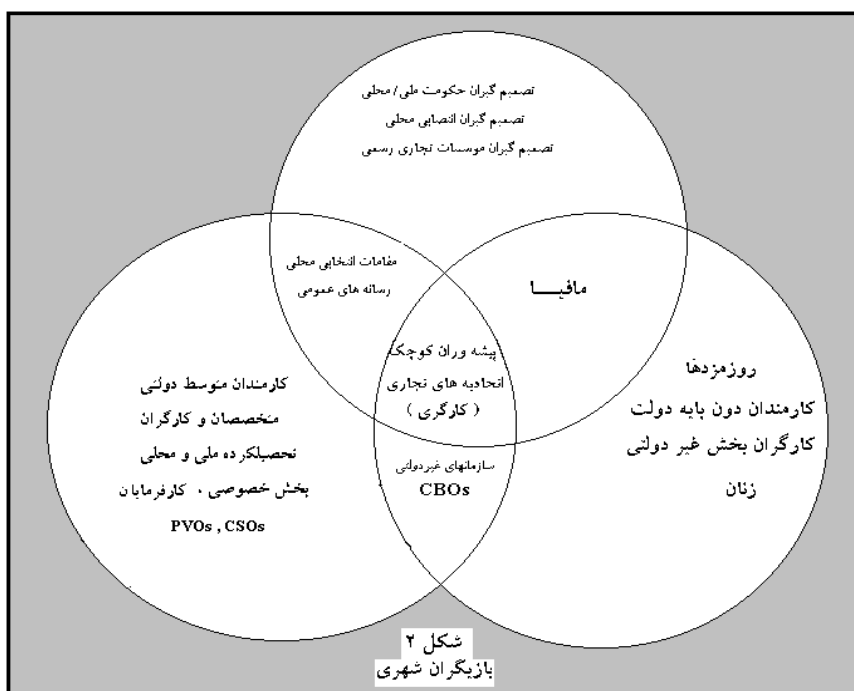 تصمیم گیران حکومت ملی/ محلی
تصمیم گیران انتصابی محلی
تصمیم گیران موسسات تجاری رسمی
مقامات انتخابی محلی
رسانه های عمومی
مافیـــا
پیشه وران کوچک
اتحادیه های تجاری
( کارگری )
روزمزدها
کارمندان دون پایه دولت
کارگران بخش غیر دولتی
زنان
کارمندان متوسط دولتی
متخصصان و کارگران
تحصیلکرده ملی و محلی
بخش خصوصی ، کارفرمایان
PVOs , CSOs
سازمانهای غیردولتی
CBOs
شکل ۲
بازیگران شهری